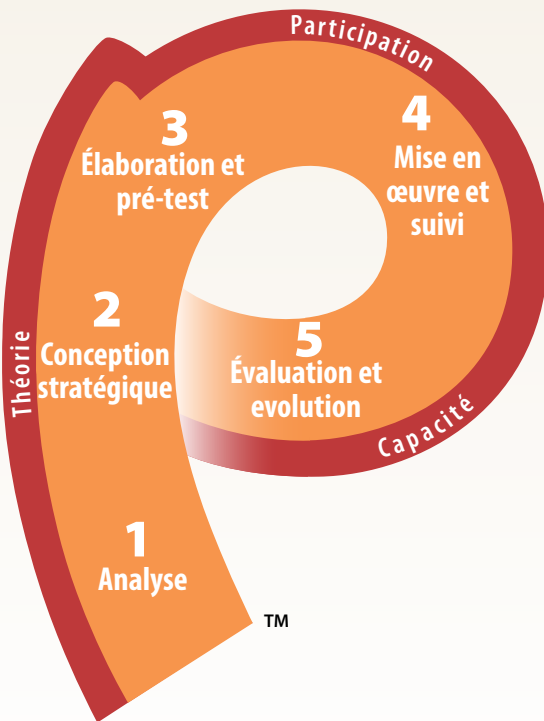 Participation
3
Élaboration et
pré-test
4
Mise en
œuvre et
suivi
2
Conception
stratégique
Théorie
5
Évaluation et
evolution
Capacité
1
Analyse
TM